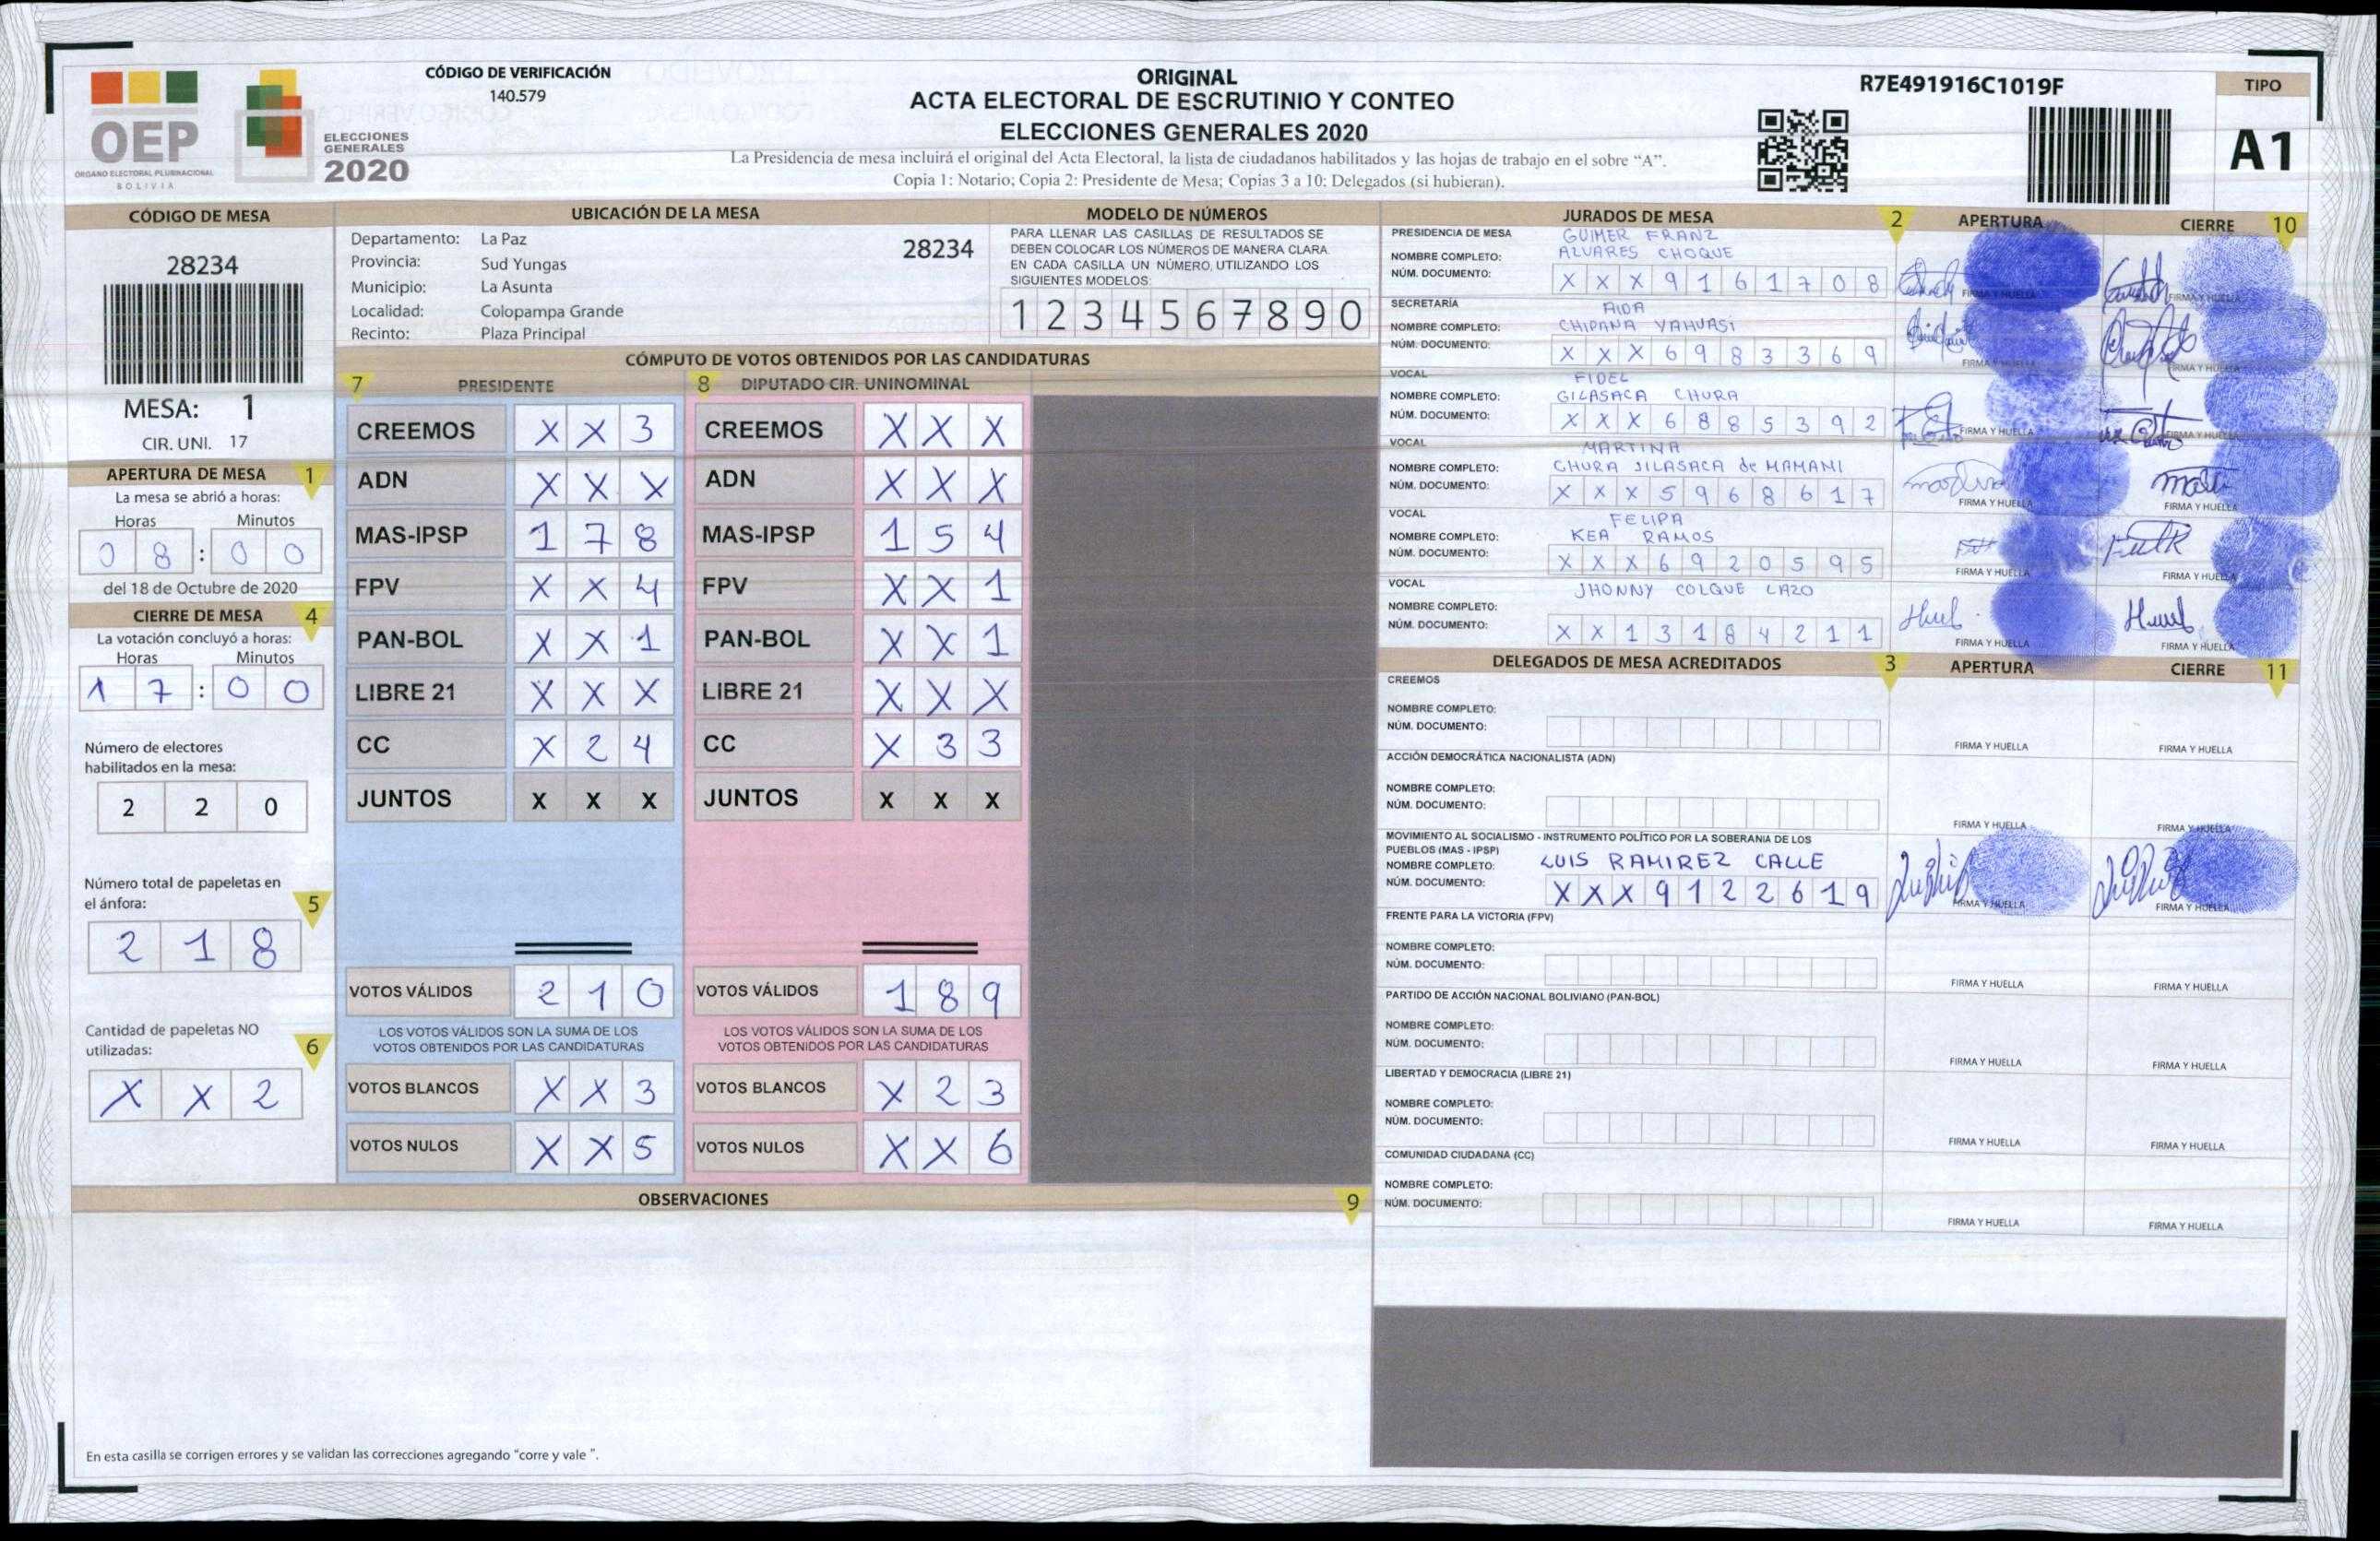 CÓDIGO DE VERIFICACIÓN
140.579
OEP
ÓRGANO ELECTORAL PLURINACIONAL
BOLIVIA
ELECCIONES
GENERALES
2020
ORIGINAL
ACTA ELECTORAL DE ESCRUTINIO Y CONTEO
ELECCIONES GENERALES 2020
La Presidencia de mesa incluirá el original del Acta Electoral, la lista de ciudadanos habilitados y las hojas de trabajo en el sobre “A”.
Copia 1: Notario; Copia 2: Presidente de Mesa; Copias 3 a 10: Delegados (si hubieran).
R7E491916C1019F
TIPO
A1
CÓDIGO DE MESA
28234
MESA: 1
CIR. UNI. 17
APERTURA DE MESA 1
La mesa se abrió a horas:
Horas Minutos
0 8 : 0 0
del 18 de Octubre de 2020
CIERRE DE MESA 4
La votación concluyó a horas:
Horas Minutos
1 7 : 0 0
Número de electores
habilitados en la mesa:
2 2 0
Número total de papeletas en
el ánfora: 5
2 1 8
Cantidad de papeletas NO
utilizadas: 6
X X 2
UBICACIÓN DE LA MESA
Departamento: La Paz 28234
Provincia: Sud Yungas
Municipio: La Asunta
Localidad: Colopampa Grande
Recinto: Plaza Principal
MODELO DE NÚMEROS
PARA LLENAR LAS CASILLAS DE RESULTADOS SE
DEBEN COLOCAR LOS NÚMEROS DE MANERA CLARA
EN CADA CASILLA UN NÚMERO, UTILIZANDO LOS
SIGUIENTES MODELOS:
1 2 3 4 5 6 7 8 9 0
CÓMPUTO DE VOTOS OBTENIDOS POR LAS CANDIDATURAS
7 PRESIDENTE 8 DIPUTADO CIR. UNINOMINAL
CREEMOS X X 3 CREEMOS X X X
ADN X X X ADN X X X
MAS-IPSP 1 7 8 MAS-IPSP 1 5 4
FPV X X 4 FPV X X 1
PAN-BOL X X 1 PAN-BOL X X 1
LIBRE 21 X X X LIBRE 21 X X X
CC X 2 4 CC X 3 3
JUNTOS X X X JUNTOS X X X
VOTOS VÁLIDOS 2 1 0 VOTOS VÁLIDOS 1 8 9
LOS VOTOS VÁLIDOS SON LA SUMA DE LOS LOS VOTOS VÁLIDOS SON LA SUMA DE LOS
VOTOS OBTENIDOS POR LAS CANDIDATURAS VOTOS OBTENIDOS POR LAS CANDIDATURAS
VOTOS BLANCOS X X 3 VOTOS BLANCOS X 2 3
VOTOS NULOS X X 5 VOTOS NULOS X X 6
OBSERVACIONES 9
En esta casilla se corrigen errores y se validan las correcciones agregando "corre y vale ".
JURADOS DE MESA 2 APERTURA CIERRE 10
PRESIDENCIA DE MESA GUIMER FRANZ
NOMBRE COMPLETO: ALVARES CHOQUE
NÚM. DOCUMENTO: X X X 9 1 6 1 7 0 8 FIRMA Y HUELLA FIRMA Y HUELLA
SECRETARÍA AIDA
NOMBRE COMPLETO: CHIPANA YAHUASI
NÚM. DOCUMENTO: X X X 6 9 8 3 3 6 9 FIRMA FIRMA Y HUELLA
VOCAL FIDEL
NOMBRE COMPLETO: GILASACA CHURA
NÚM. DOCUMENTO: X X X 6 8 8 5 3 9 2 FIRMA Y HUELLA FIRMA Y HUELLA
VOCAL MARTINA
NOMBRE COMPLETO: CHURA JILASACA de MAMANI
NÚM. DOCUMENTO: X X X 5 9 6 8 6 1 7 FIRMA Y HUELLA FIRMA Y HUELLA
VOCAL FELIPA
NOMBRE COMPLETO: KEA RAMOS
NÚM. DOCUMENTO: X X X 6 9 2 0 5 9 5 FIRMA Y HUELLA FIRMA Y HUELLA
VOCAL JHONNY COLQUE LAZO
NOMBRE COMPLETO:
NÚM. DOCUMENTO: X X 1 3 1 8 4 2 1 1 FIRMA Y HUELLA FIRMA Y HUELLA
DELEGADOS DE MESA ACREDITADOS 3 APERTURA CIERRE 11
CREEMOS
NOMBRE COMPLETO:
NÚM. DOCUMENTO: FIRMA Y HUELLA FIRMA Y HUELLA
ACCIÓN DEMOCRÁTICA NACIONALISTA (ADN)
NOMBRE COMPLETO:
NÚM. DOCUMENTO: FIRMA Y HUELLA FIRMA Y HUELLA
MOVIMIENTO AL SOCIALISMO - INSTRUMENTO POLÍTICO POR LA SOBERANIA DE LOS
PUEBLOS (MAS - IPSP)
NOMBRE COMPLETO: LUIS RAMIREZ CALLE
NÚM. DOCUMENTO: X X X 9 1 2 2 6 1 9 FIRMA Y HUELLA FIRMA Y HUELLA
FRENTE PARA LA VICTORIA (FPV)
NOMBRE COMPLETO:
NÚM. DOCUMENTO: FIRMA Y HUELLA FIRMA Y HUELLA
PARTIDO DE ACCIÓN NACIONAL BOLIVIANO (PAN-BOL)
NOMBRE COMPLETO:
NÚM. DOCUMENTO: FIRMA Y HUELLA FIRMA Y HUELLA
LIBERTAD Y DEMOCRACIA (LIBRE 21)
NOMBRE COMPLETO:
NÚM. DOCUMENTO: FIRMA Y HUELLA FIRMA Y HUELLA
COMUNIDAD CIUDADANA (CC)
NOMBRE COMPLETO:
NÚM. DOCUMENTO: FIRMA Y HUELLA FIRMA Y HUELLA